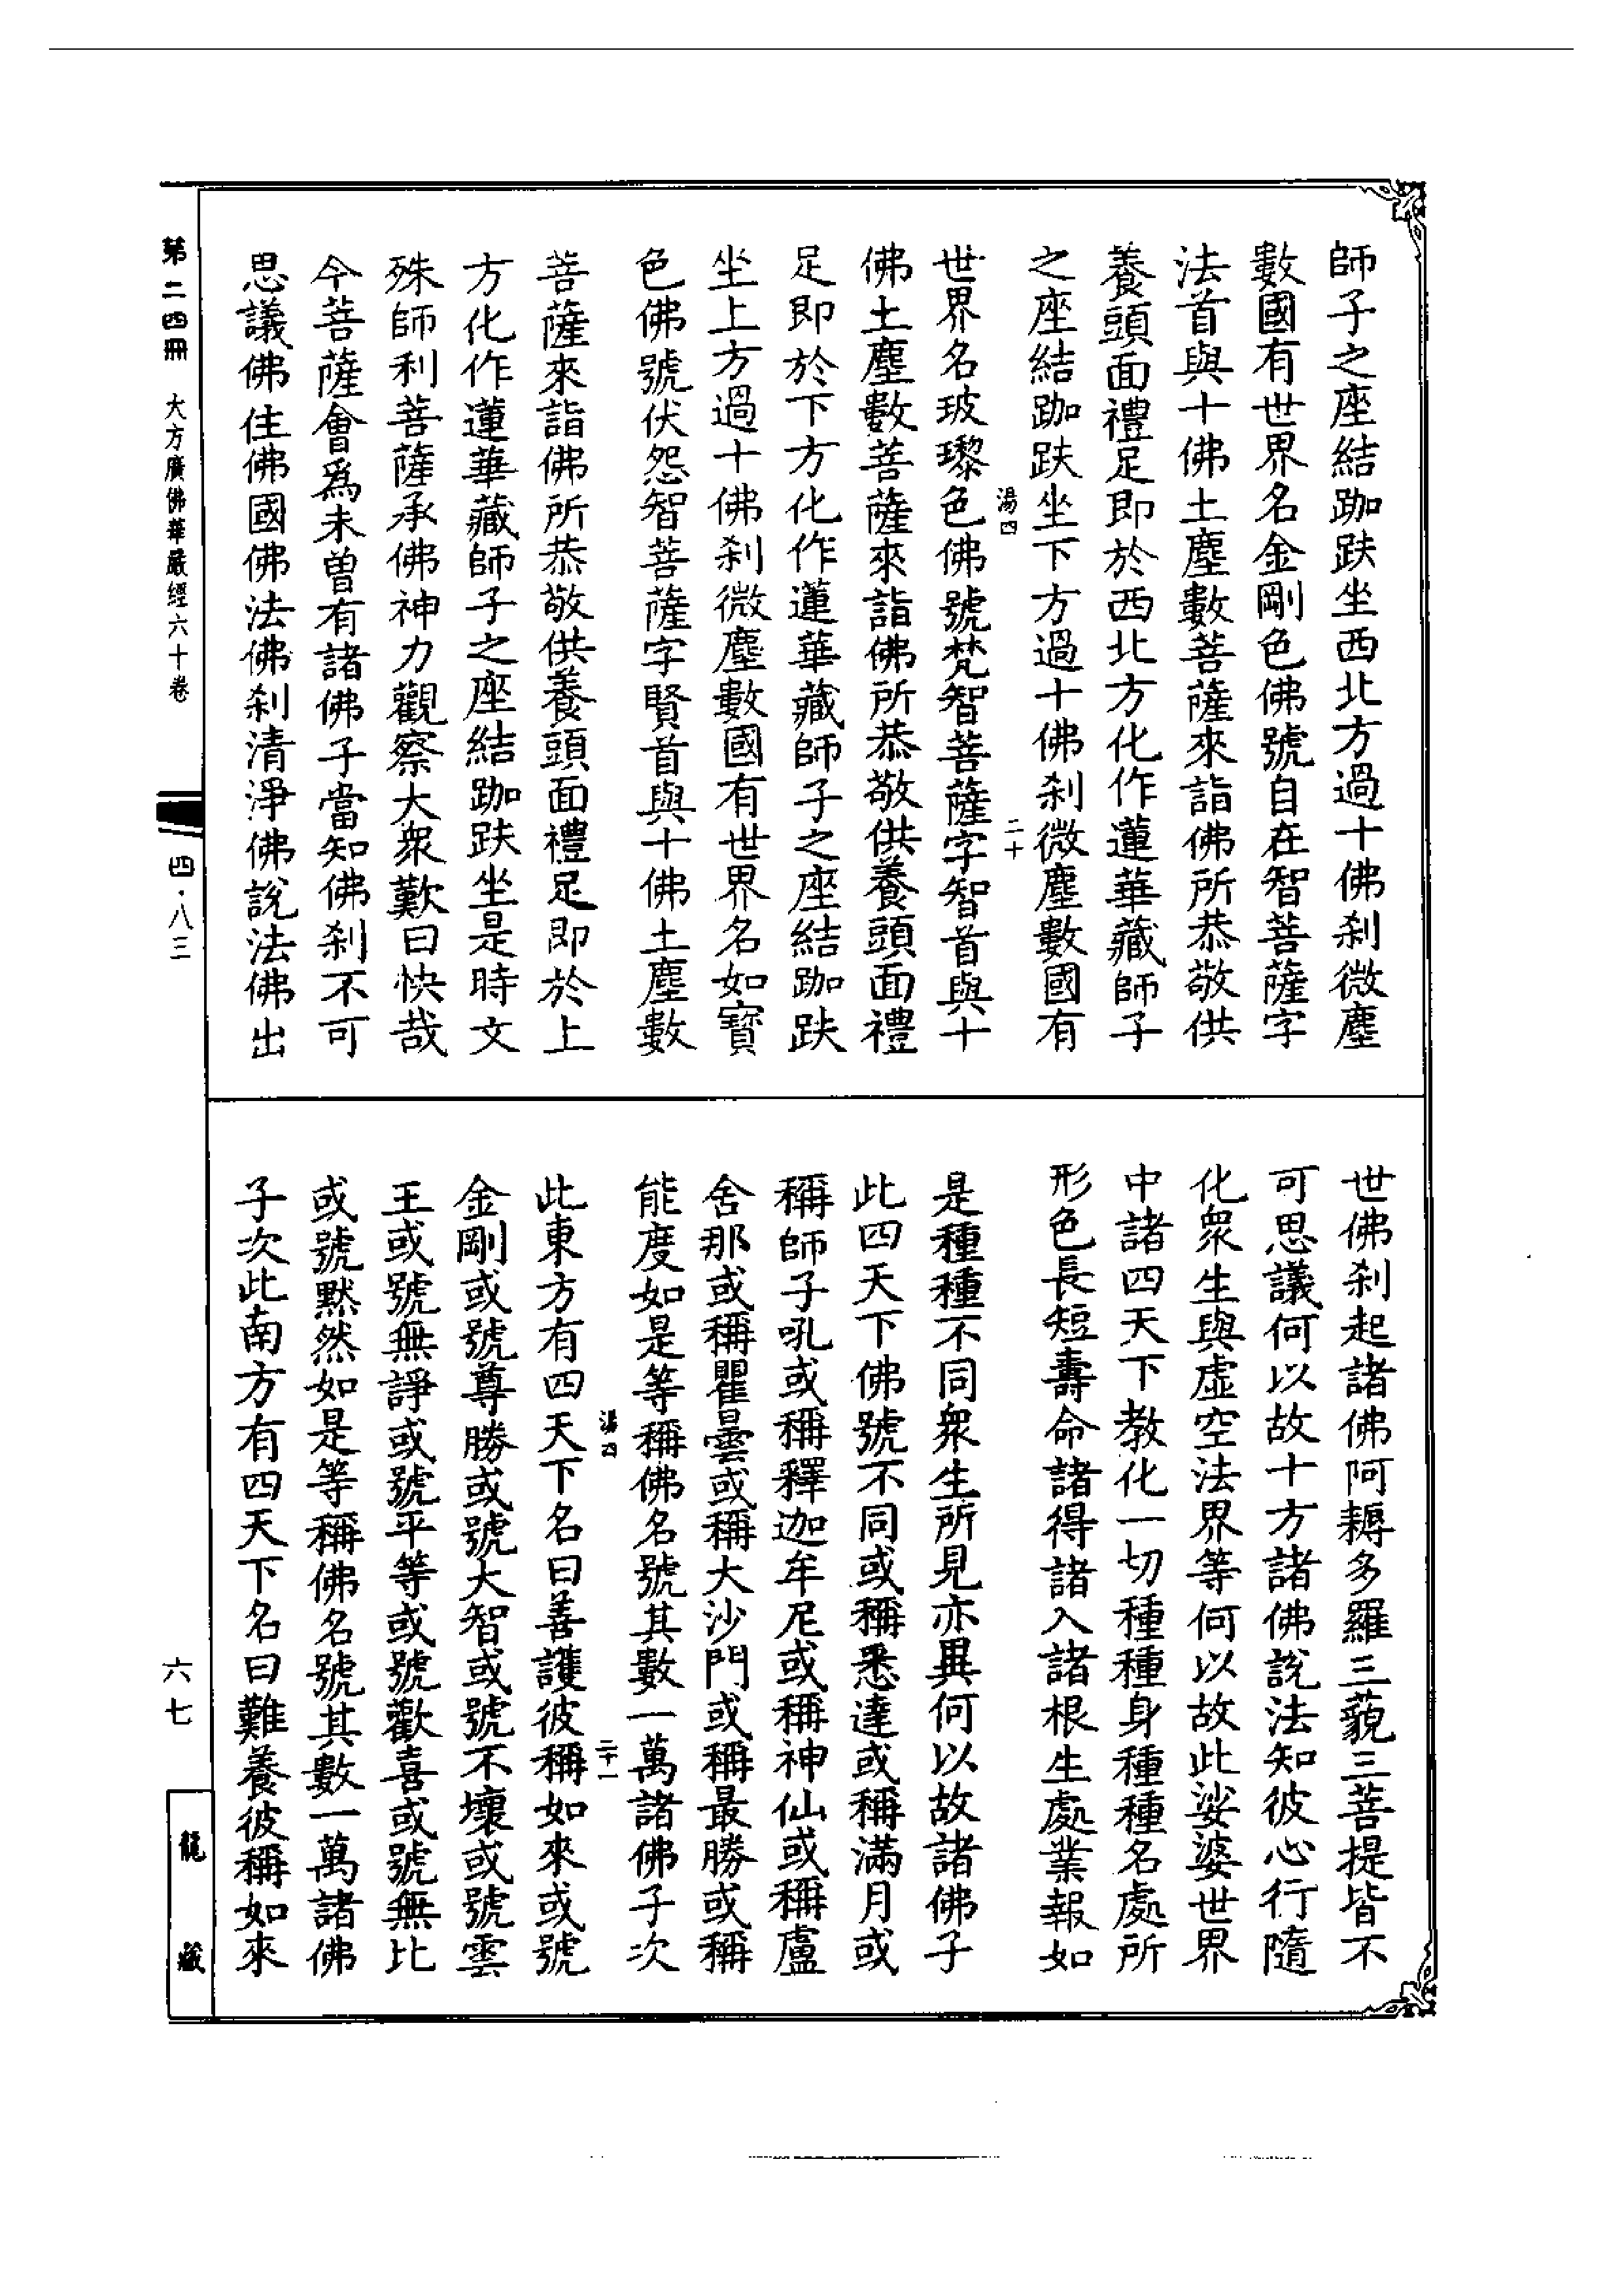 師子之座結跏趺坐西北方過十佛刹微塵
數國有世界名金剛色佛號自在智菩薩字
法首與十佛土塵數菩薩來詣佛所恭敬供
養頭面禮足即於西北方化作蓮華藏師子
之座結跏趺坐下方過十佛刹微塵數國有
湯四
二十
世界名玻瓈色佛號梵智菩薩字智首與十
佛土塵數菩薩來詣佛所恭敬供養頭面禮
足即於下方化作蓮華藏師子之座結跏趺
坐上方過十佛刹微塵數國有世界名如寶
色佛號伏怨智菩薩字賢首與十佛土塵數
菩薩來詣佛所恭敬供養頭面禮足即於上
方化作蓮華藏師子之座結跏趺坐是時文
殊師利菩薩承佛神力觀察大衆歎曰快哉
今菩薩會爲未曾有諸佛子當知佛刹不可
思議佛住佛國佛法佛刹清淨佛說法佛出
世佛刹起諸佛阿耨多羅三藐三菩提皆不
可思議何以故十方諸佛說法知彼心行隨
化衆生與虛空法界等何以故此娑婆世界
中諸四天下教化一切種種身種種名處所
形色長短壽命諸得諸入諸根生處業報如
是種種不同衆生所見亦異何以故諸佛子
此四天下佛號不同或稱悉達或稱滿月或
稱師子吼或稱釋迦牟尼或稱神仙或稱盧
舍那或稱瞿曇或稱大沙門或稱最勝或稱
能度如是等稱佛名號其數一萬諸佛子次
湯四
二十一
此東方有四天下名曰善護彼稱如來或號
金剛或號尊勝或號大智或號不壞或號雲
王或號無諍或號平等或號歡喜或號無比
或號黙然如是等稱佛名號其數一萬諸佛
子次此南方有四天下名曰難養彼稱如來
第二四冊 大方廣佛華嚴經六十卷
四·八三
六七
龍藏